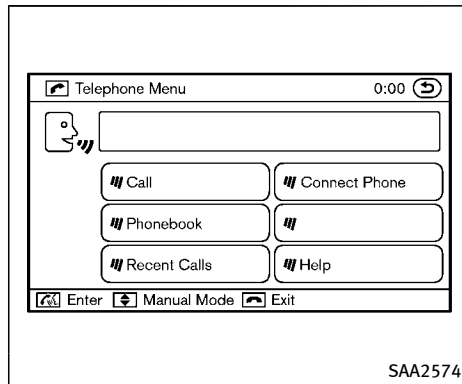 Telephone Menu 0:00
Call
Connect Phone
Phonebook
Recent Calls
Help
Enter Manual Mode Exit
SAA2574